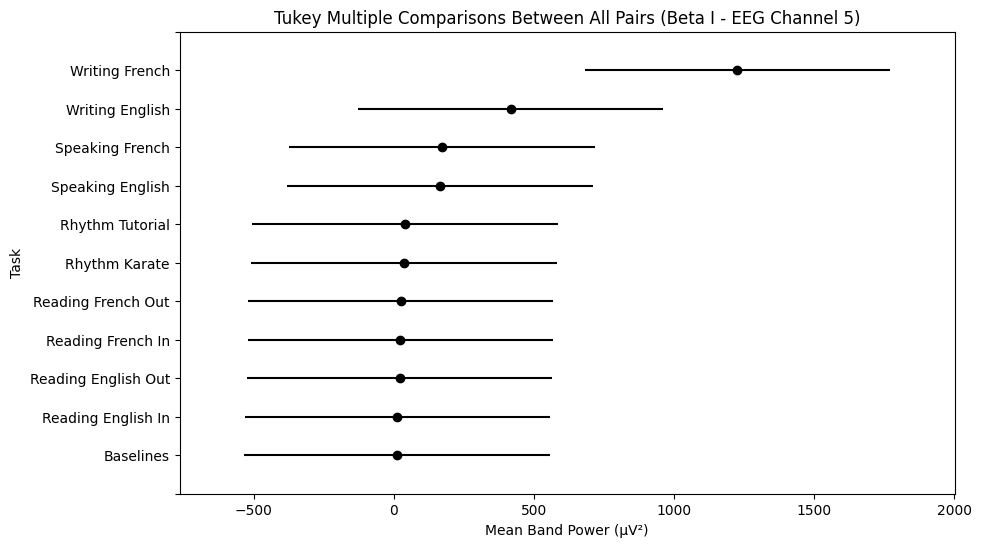 Tukey Multiple Comparisons Between All Pairs (Beta I - EEG Channel 5)
Task
Writing French
Writing English
Speaking French
Speaking English
Rhythm Tutorial
Rhythm Karate
Reading French Out
Reading French In
Reading English Out
Reading English In
Baselines
−500 0 500 1000 1500 2000
Mean Band Power (μV²)